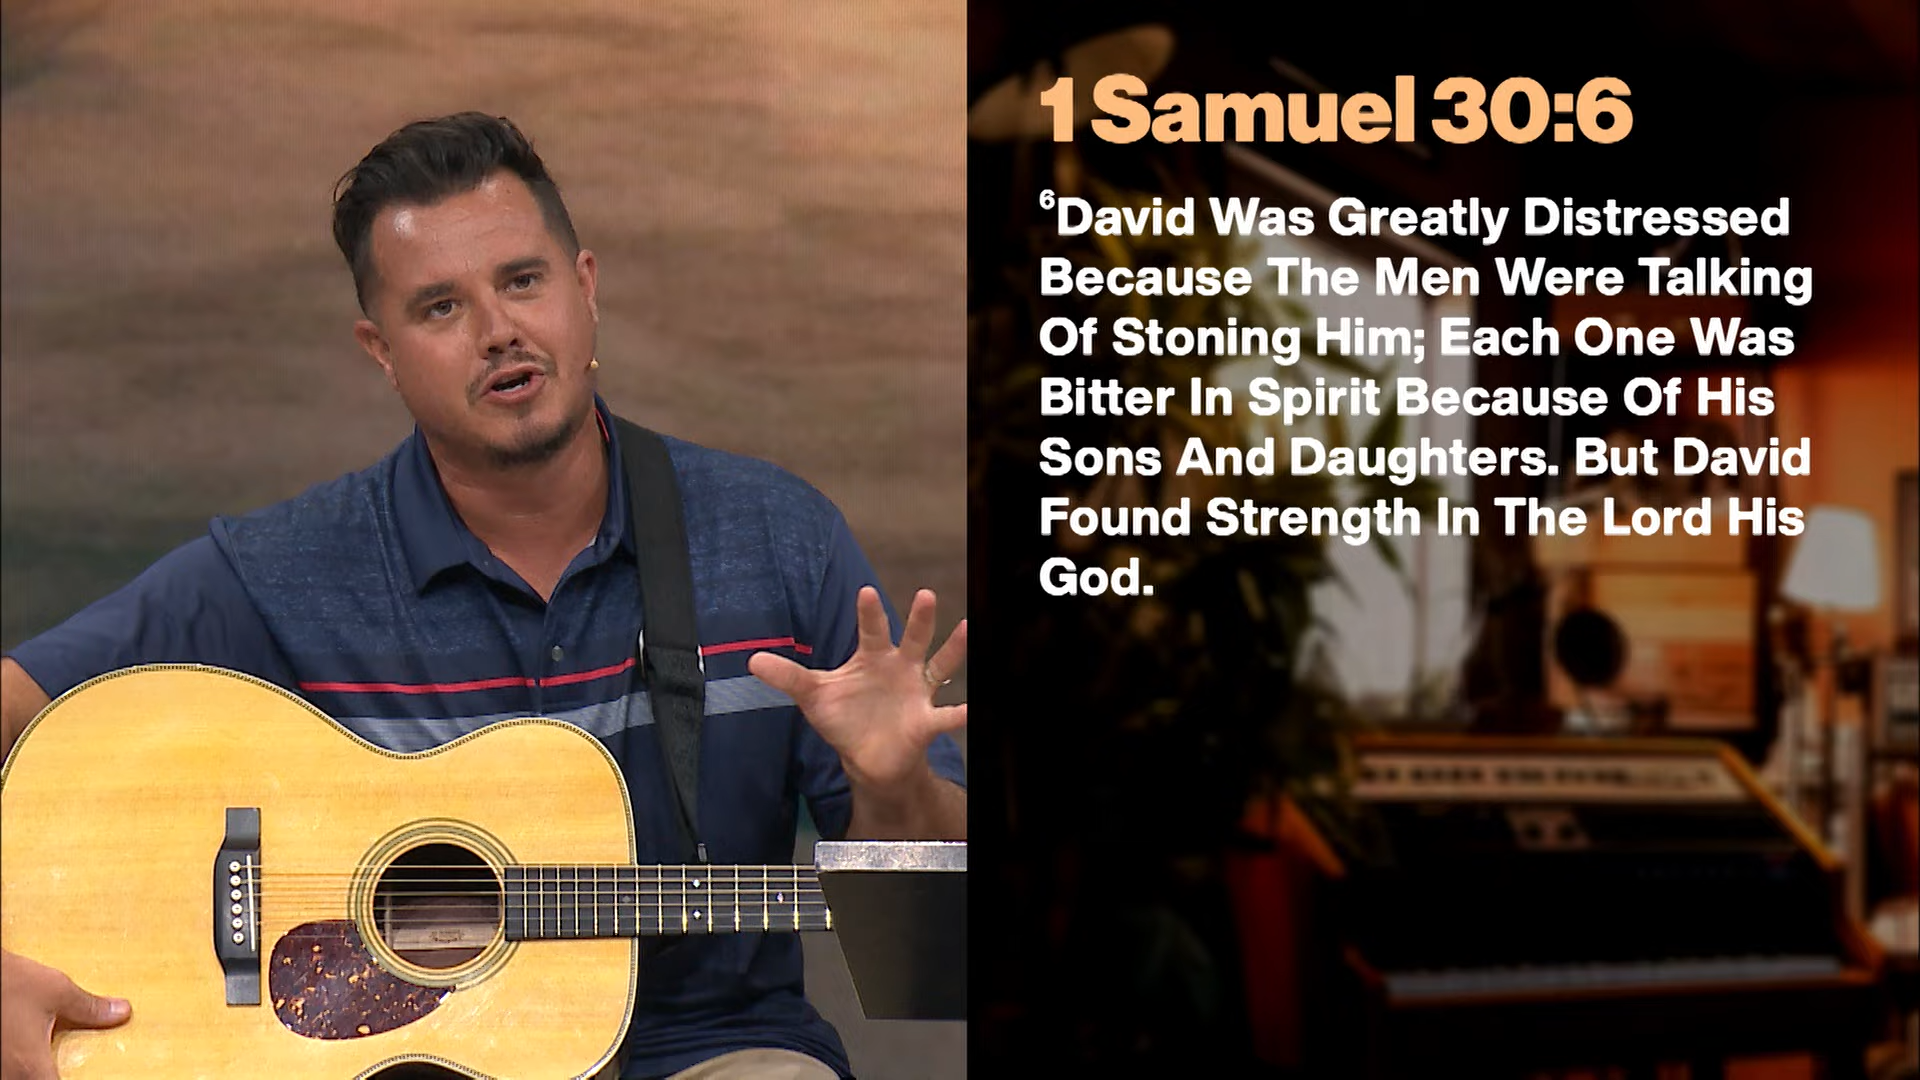 1 Samuel 30:6
6David Was Greatly Distressed
Because The Men Were Talking
Of Stoning Him; Each One Was
Bitter In Spirit Because Of His
Sons And Daughters. But David
Found Strength In The Lord His
God.